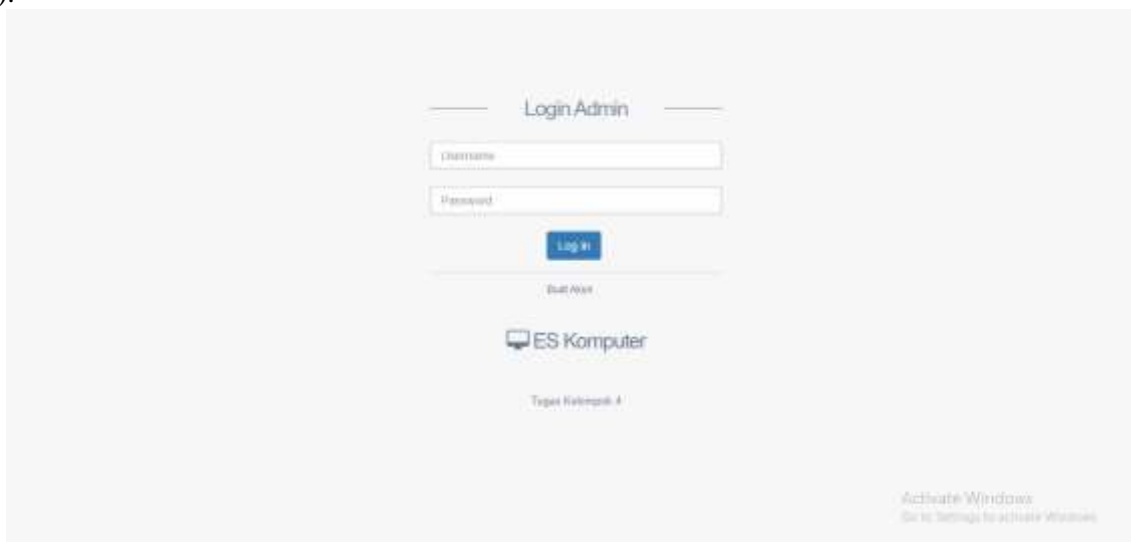 ).
Login Admin
Username
Password
Log in
Buat Akun
ES Komputer
Tugas Kelompok 4
Activate Windows
Go to Settings to activate Windows.